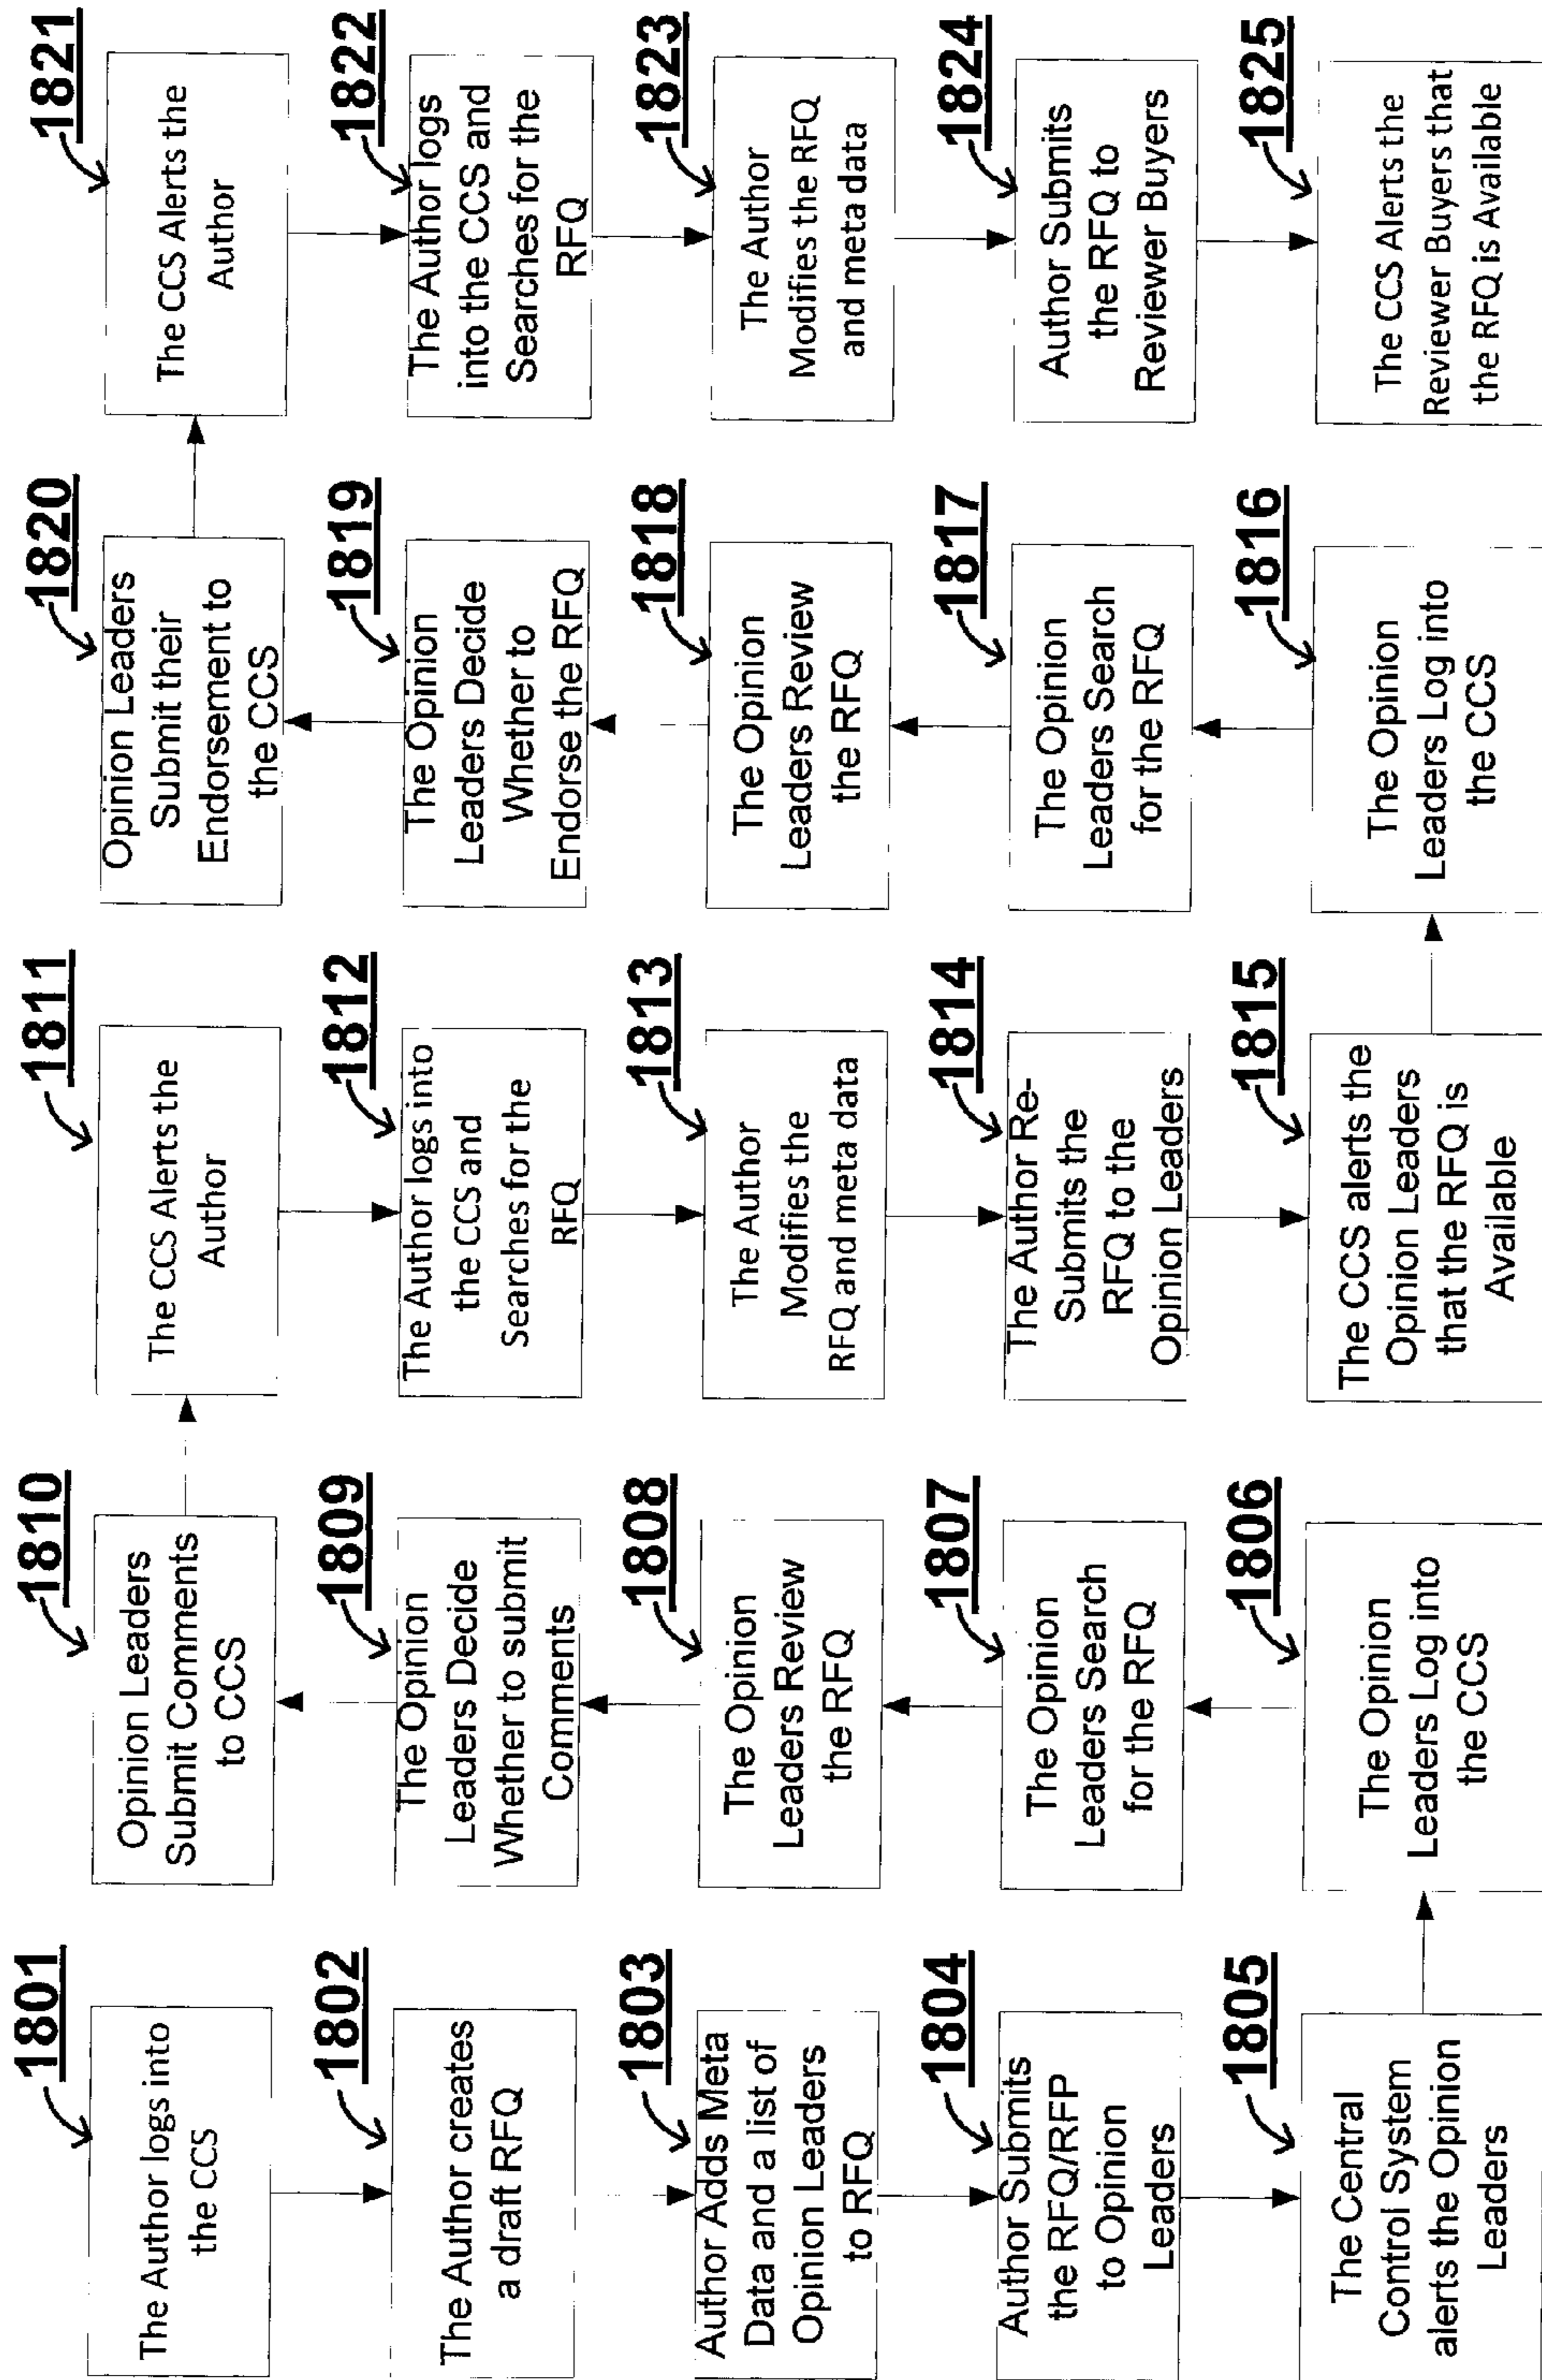 1801
The Author logs into
the CCS
1802
The Author creates
a draft RFQ
1803
Author Adds Meta
Data and a list of
Opinion Leaders
to RFQ
1804
Author Submits
the RFQ/RFP
to Opinion
Leaders
1805
The Central
Control System
alerts the Opinion
Leaders
1806
The Opinion
Leaders Log into
the CCS
1807
The Opinion
Leaders Search
for the RFQ
1808
The Opinion
Leaders Review
the RFQ
1809
The Opinion
Leaders Decide
Whether to submit
Comments
1810
Opinion Leaders
Submit Comments
to CCS
1811
The CCS Alerts the
Author
1812
The Author logs into
the CCS and
Searches for the
RFQ
1813
The Author
Modifies the
RFQ and meta data
1814
The Author Re-
Submits the
RFQ to the
Opinion Leaders
1815
The CCS alerts the
Opinion Leaders
that the RFQ is
Available
1816
The Opinion
Leaders Log into
the CCS
1817
The Opinion
Leaders Search
for the RFQ
1818
The Opinion
Leaders Review
the RFQ
1819
The Opinion
Leaders Decide
Whether to
Endorse the RFQ
1820
Opinion Leaders
Submit their
Endorsement to
the CCS
1821
The CCS Alerts the
Author
1822
The Author logs
into the CCS and
Searches for the
RFQ
1823
The Author
Modifies the RFQ
and meta data
1824
Author Submits
the RFQ to
Reviewer Buyers
1825
The CCS Alerts the
Reviewer Buyers that
the RFQ is Available